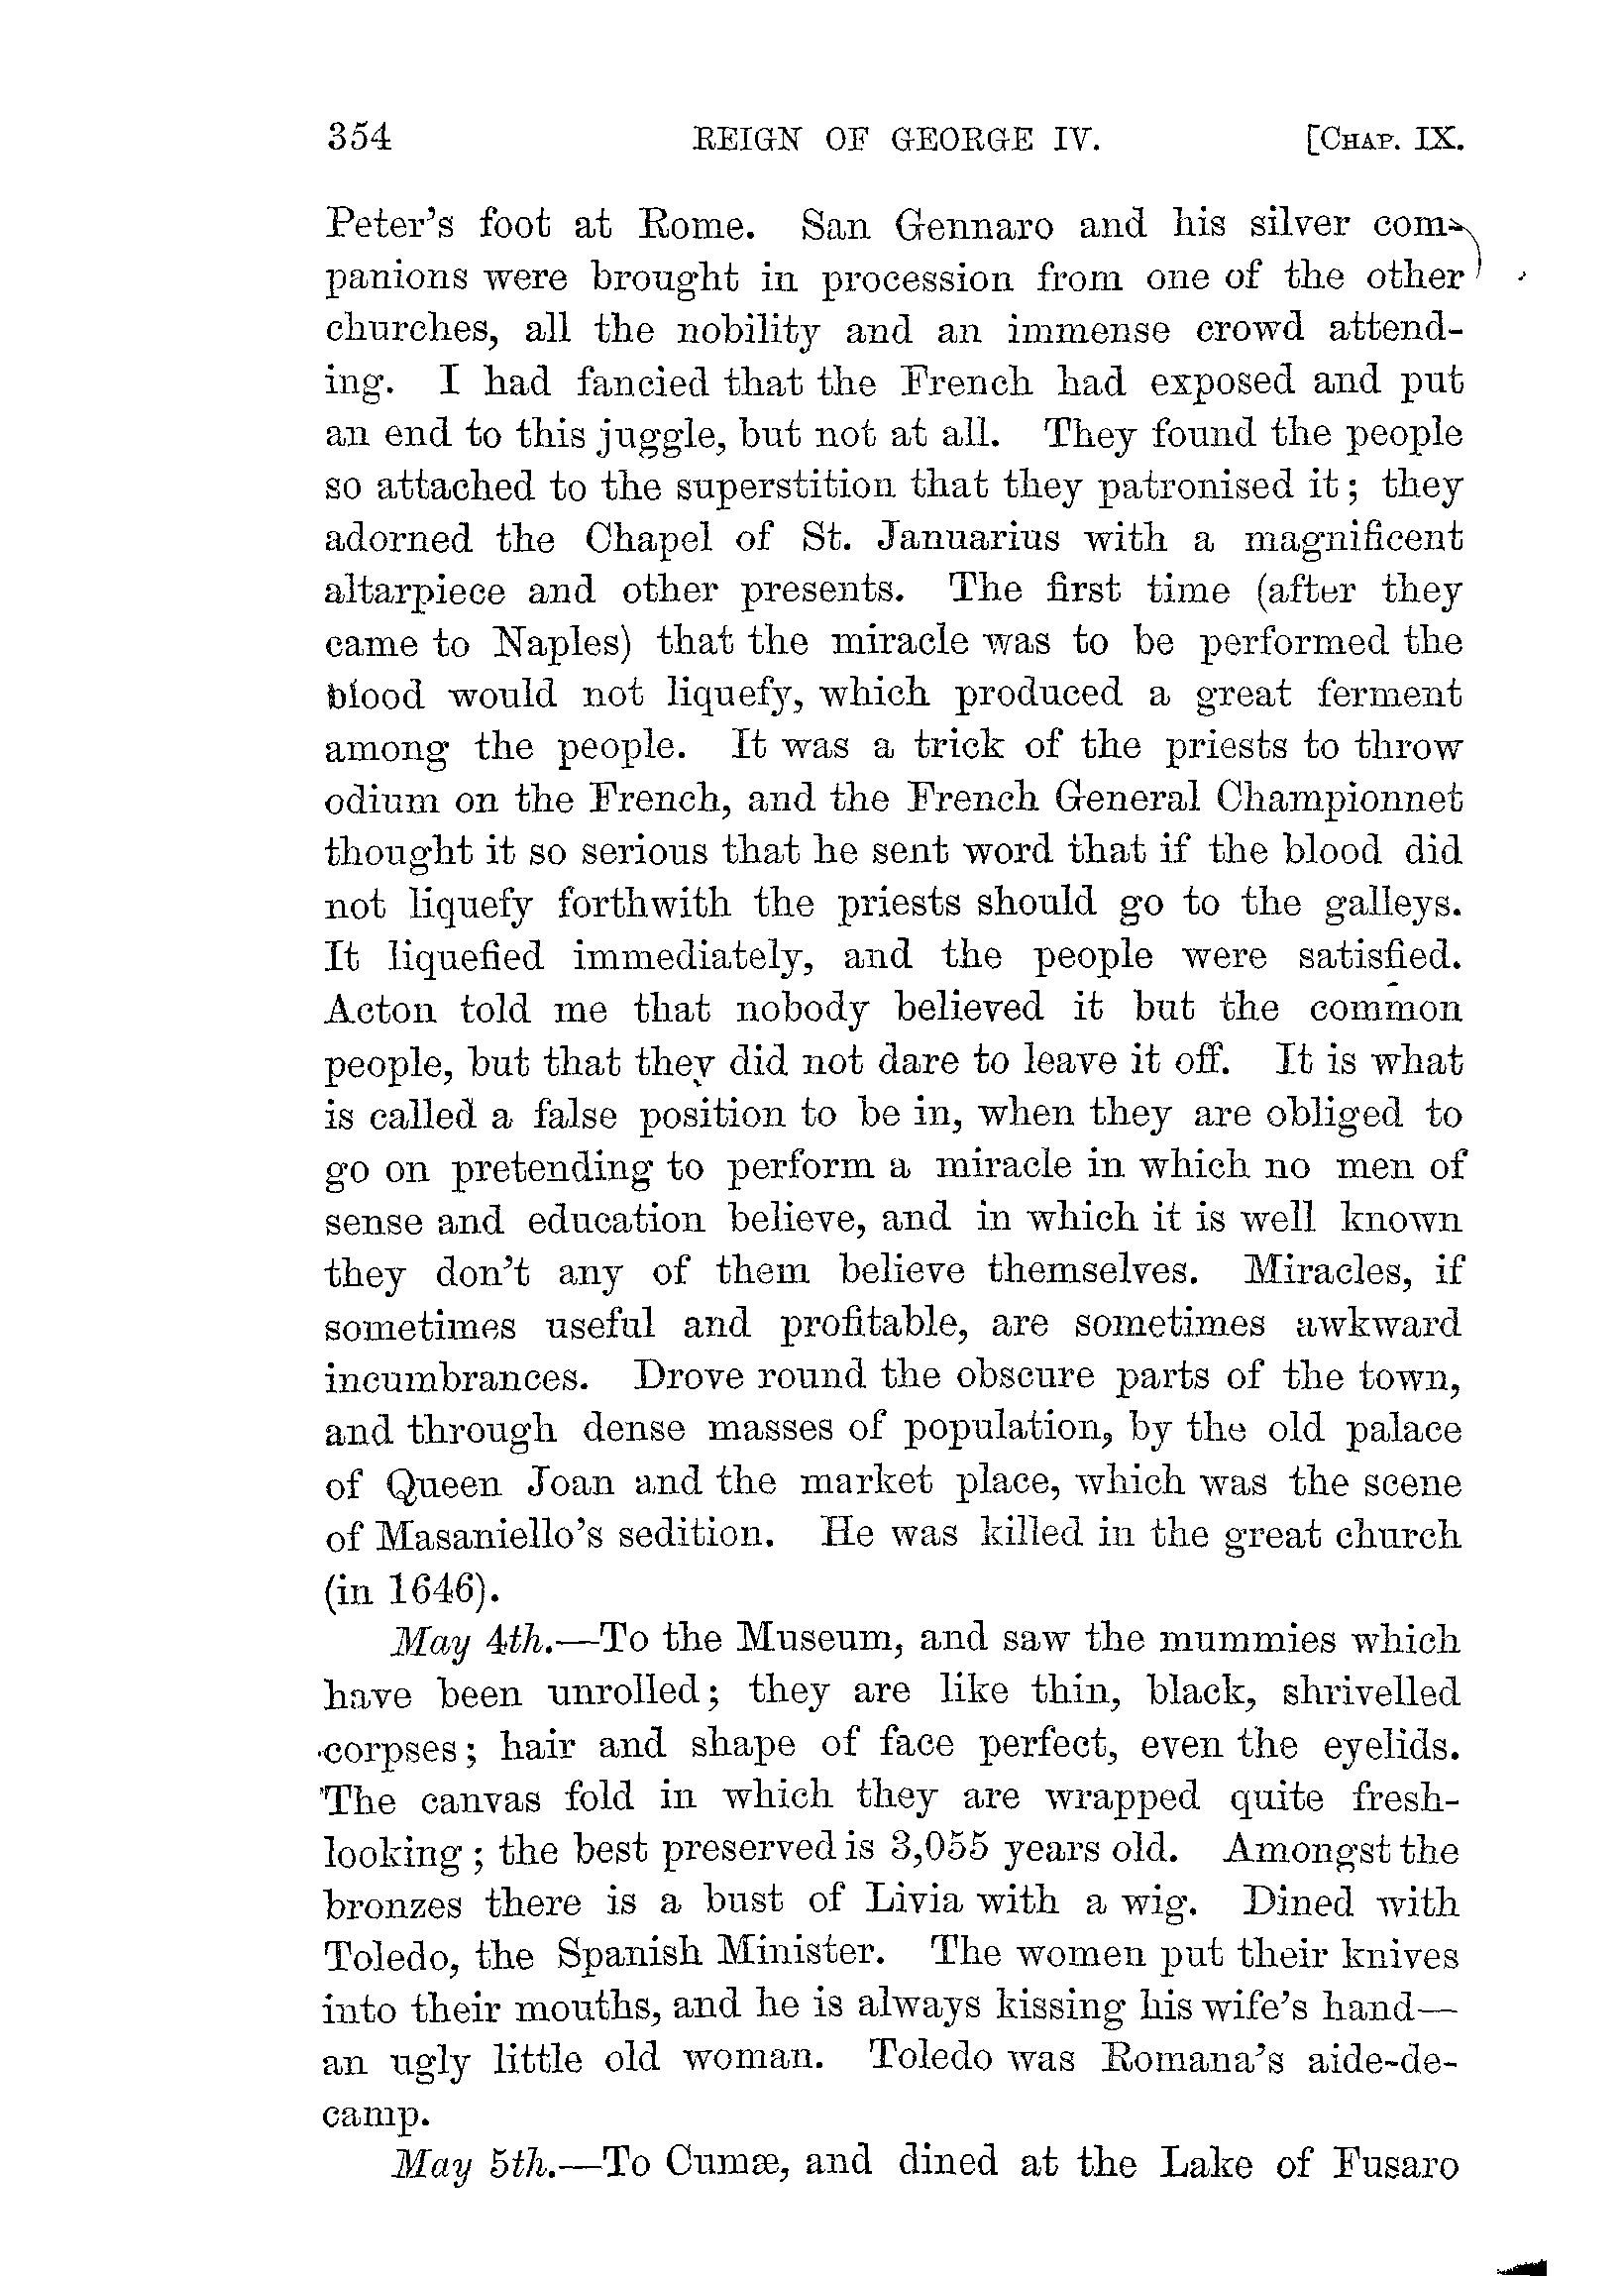 354 REIGN OF GEORGE IV. [CHAP. IX.
Peter's foot at Rome. San Gennaro and his silver com-
panions were brought in procession from one of the other
churches, all the nobility and an immense crowd attend-
ing. I had fancied that the French had exposed and put
an end to this juggle, but not at all. They found the people
so attached to the superstition that they patronised it; they
adorned the Chapel of St. Januarius with a magnificent
altarpiece and other presents. The first time (after they
came to Naples) that the miracle was to be performed the
blood would not liquefy, which produced a great ferment
among the people. It was a trick of the priests to throw
odium on the French, and the French General Championnet
thought it so serious that he sent word that if the blood did
not liquefy forthwith the priests should go to the galleys.
It liquefied immediately, and the people were satisfied.
Acton told me that nobody believed it but the common
people, but that they did not dare to leave it off. It is what
is called a false position to be in, when they are obliged to
go on pretending to perform a miracle in which no men of
sense and education believe, and in which it is well known
they don't any of them believe themselves. Miracles, if
sometimes useful and profitable, are sometimes awkward
incumbrances. Drove round the obscure parts of the town,
and through dense masses of population, by the old palace
of Queen Joan and the market place, which was the scene
of Masaniello's sedition. He was killed in the great church
(in 1646).
May 4th.—To the Museum, and saw the mummies which
have been unrolled; they are like thin, black, shrivelled
corpses; hair and shape of face perfect, even the eyelids.
The canvas fold in which they are wrapped quite fresh-
looking; the best preserved is 3,055 years old. Amongst the
bronzes there is a bust of Livia with a wig. Dined with
Toledo, the Spanish Minister. The women put their knives
into their mouths, and he is always kissing his wife's hand—
an ugly little old woman. Toledo was Romana's aide-de-
camp.
May 5th.—To Cumæ, and dined at the Lake of Fusaro